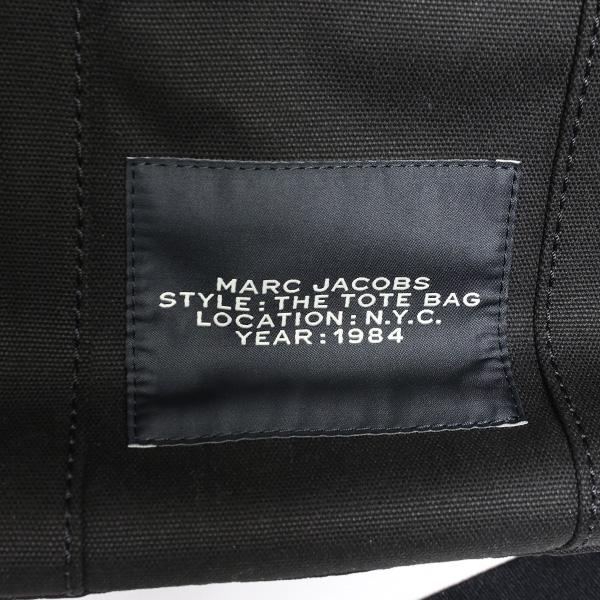 MARC JACOBS
STYLE : THE TOTE BAG
LOCATION : N.Y.C.
YEAR : 1984